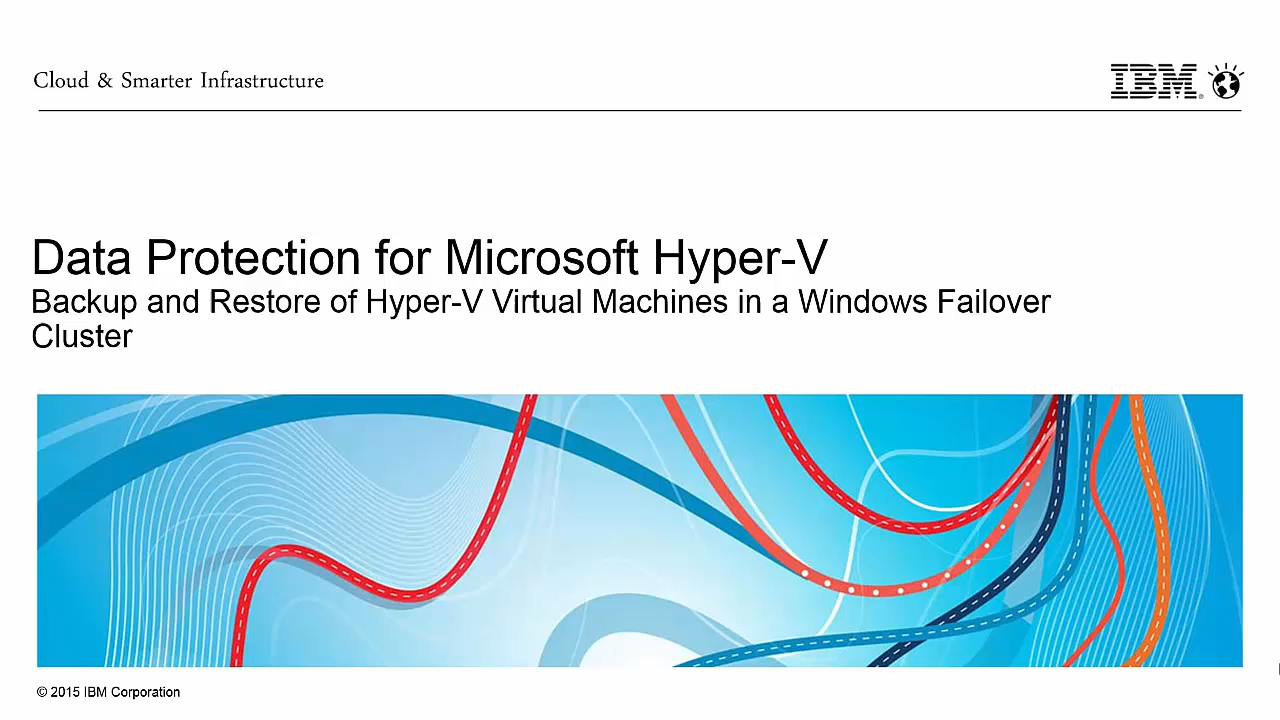 Cloud & Smarter Infrastructure
IBM®
Data Protection for Microsoft Hyper-V
Backup and Restore of Hyper-V Virtual Machines in a Windows Failover
Cluster
© 2015 IBM Corporation